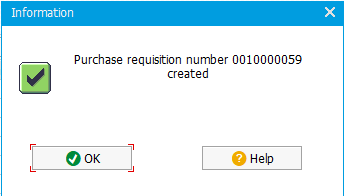 Information
Purchase requisition number 0010000059
created
OK
Help